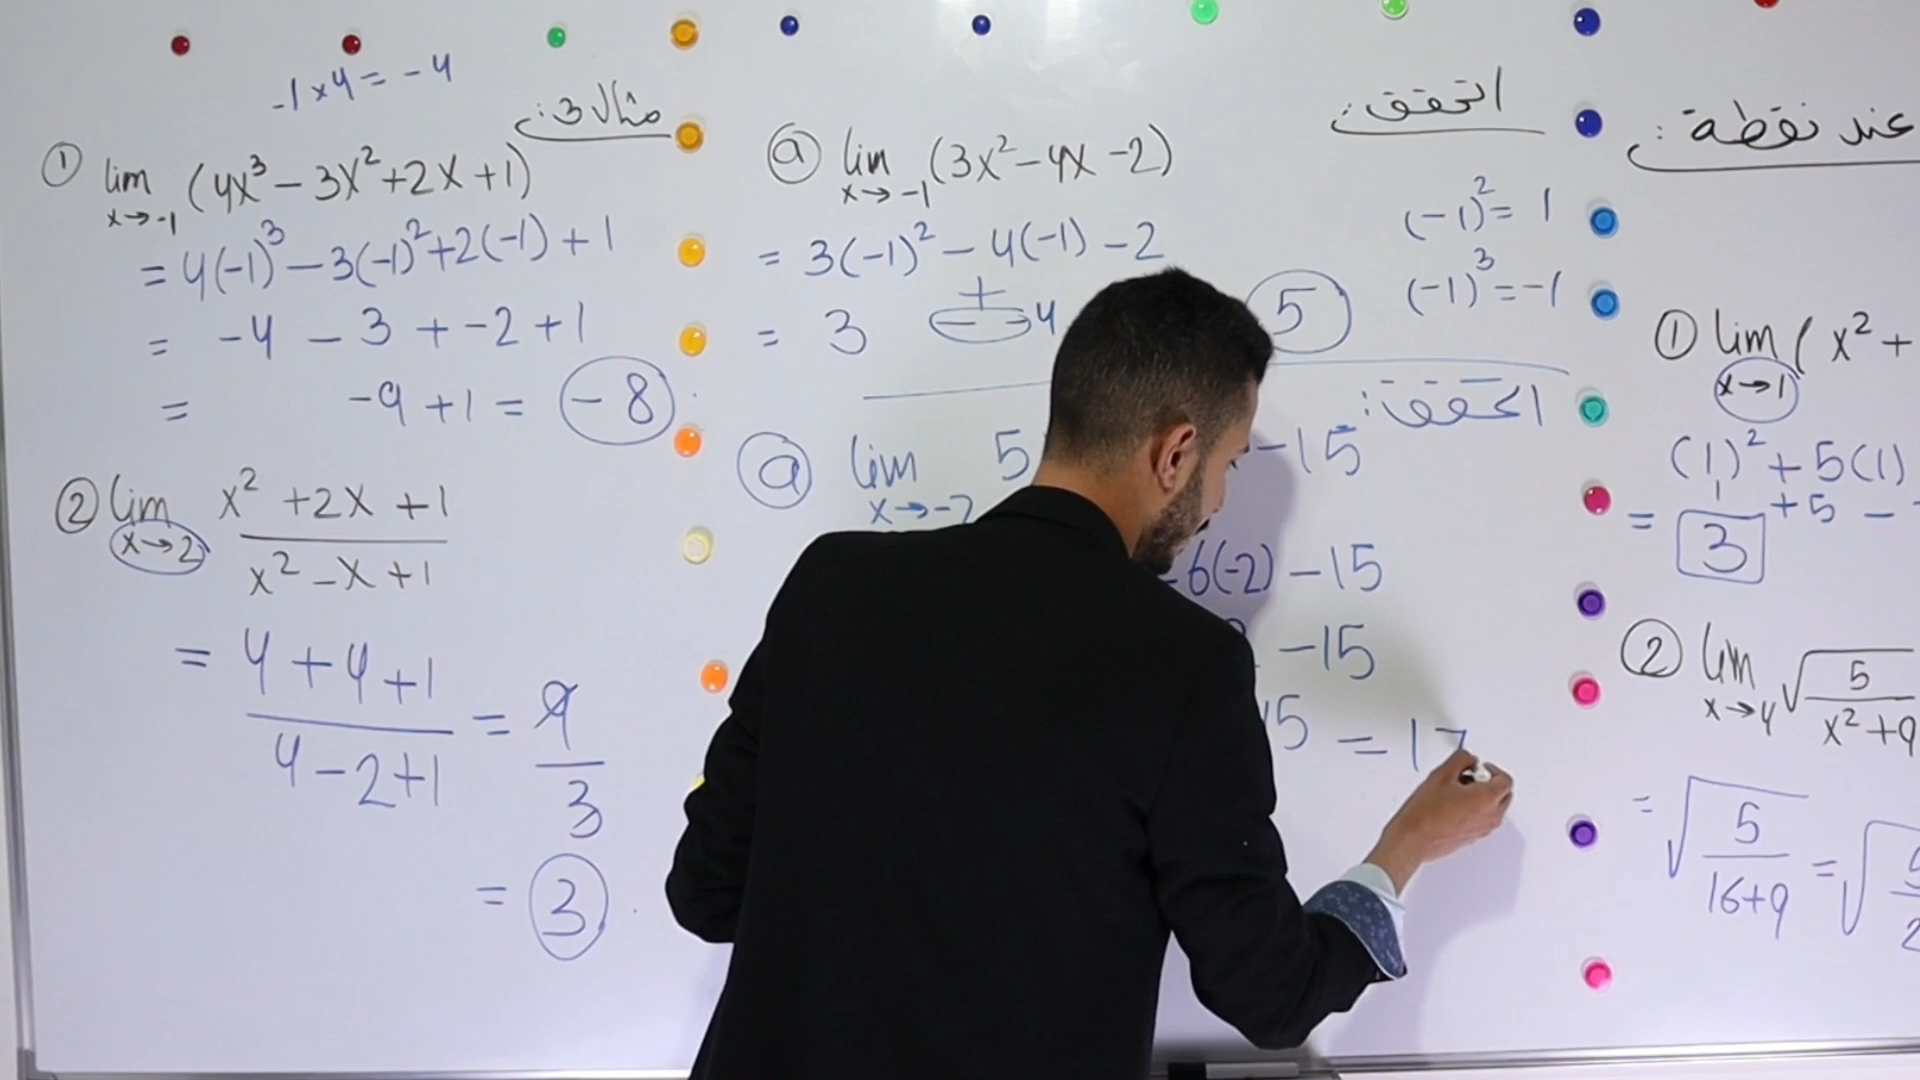 -1 × 4 = -4
مثال 3:
① lim x→-1 (4x³ - 3x² + 2x + 1)
= 4(-1)³ - 3(-1)² + 2(-1) + 1
= -4 - 3 + -2 + 1
= -9 + 1 = -8
② lim x→2 x² + 2x + 1 / x² - x + 1
= 4 + 4 + 1 / 4 - 2 + 1 = 9 / 3
= 3
اتحقق:
ⓐ lim x→-1 (3x² - 4x - 2)
= 3(-1)² - 4(-1) - 2
= 3 + - - 4
5
(-1)² = 1
(-1)³ = -1
اتحقق:
ⓐ lim x→-2 5
-15
6(-2) - 15
-15
15 = 17
عند نقطة:
① lim x→1 (x² +
(1)² + 5(1)
= 1 + 5 -
3
② lim x→4 √5 / x² + 9
= √5 / 16+9 = √